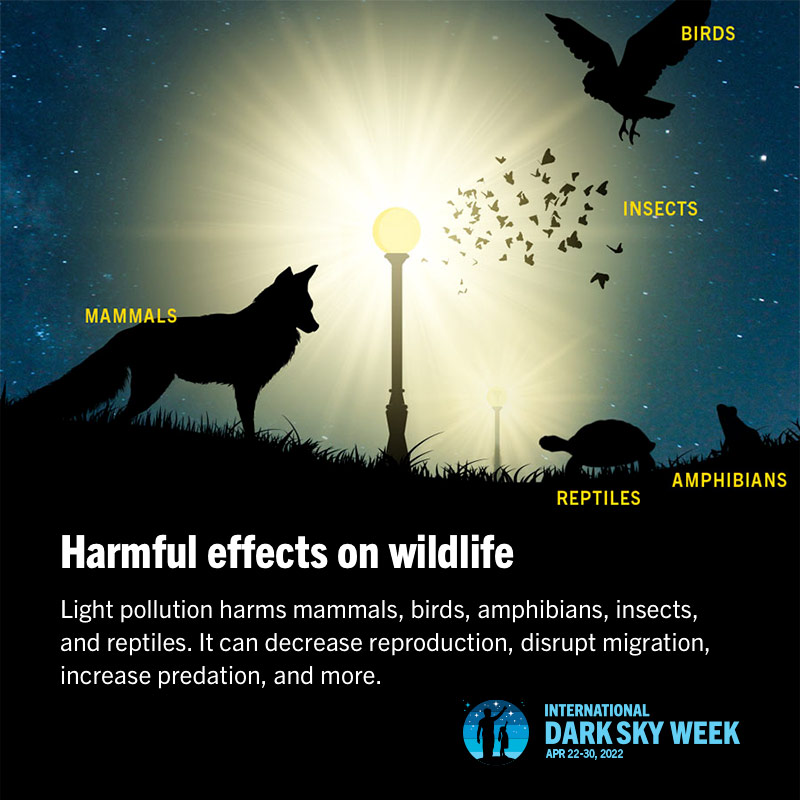 BIRDS
INSECTS
MAMMALS
AMPHIBIANS
REPTILES
Harmful effects on wildlife
Light pollution harms mammals, birds, amphibians, insects,
and reptiles. It can decrease reproduction, disrupt migration,
increase predation, and more.
INTERNATIONAL
DARK SKY WEEK
APR 22-30, 2022